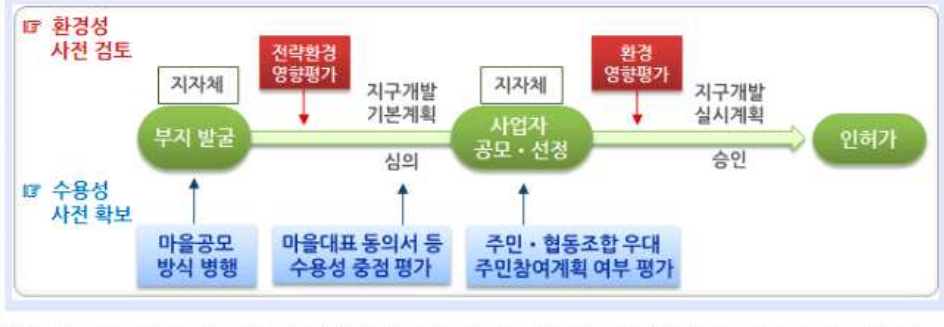 ☞ 환경성
사전 검토
전략환경
영향평가
환경
영향평가
지자체
지구개발
기본계획
지자체
지구개발
실시계획
부지 발굴
심의
사업자
공모・선정
승인
인허가
☞ 수용성
사전 확보
마을공모
방식 병행
마을대표 동의서 등
수용성 중점 평가
주민・협동조합 우대
주민참여계획 여부 평가